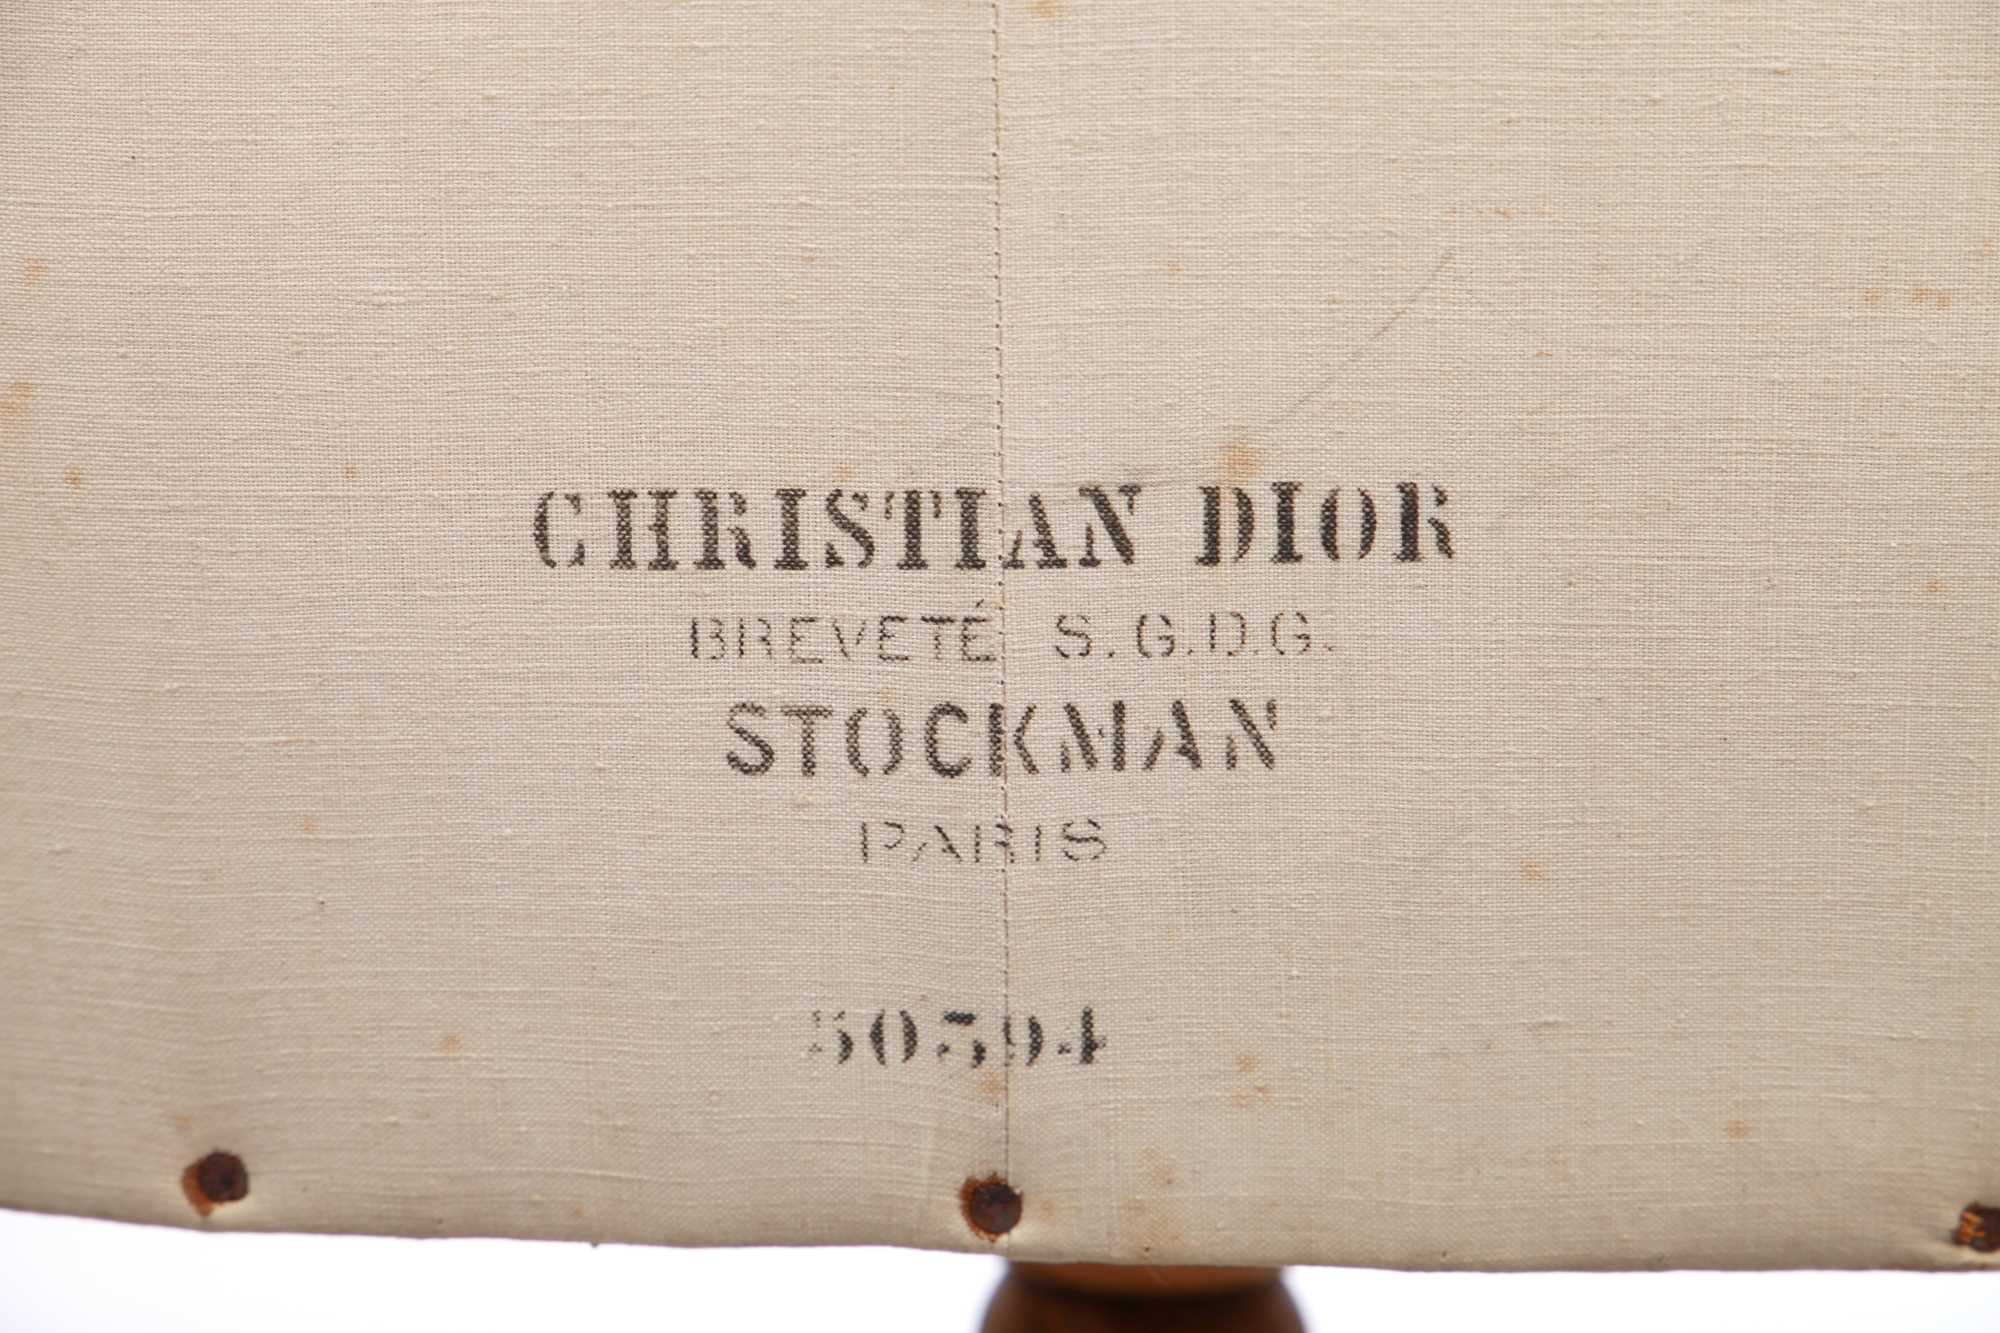 CHRISTIAN DIOR
BREVETÉ S.G.D.G.
STOCKMAN
PARIS
50594